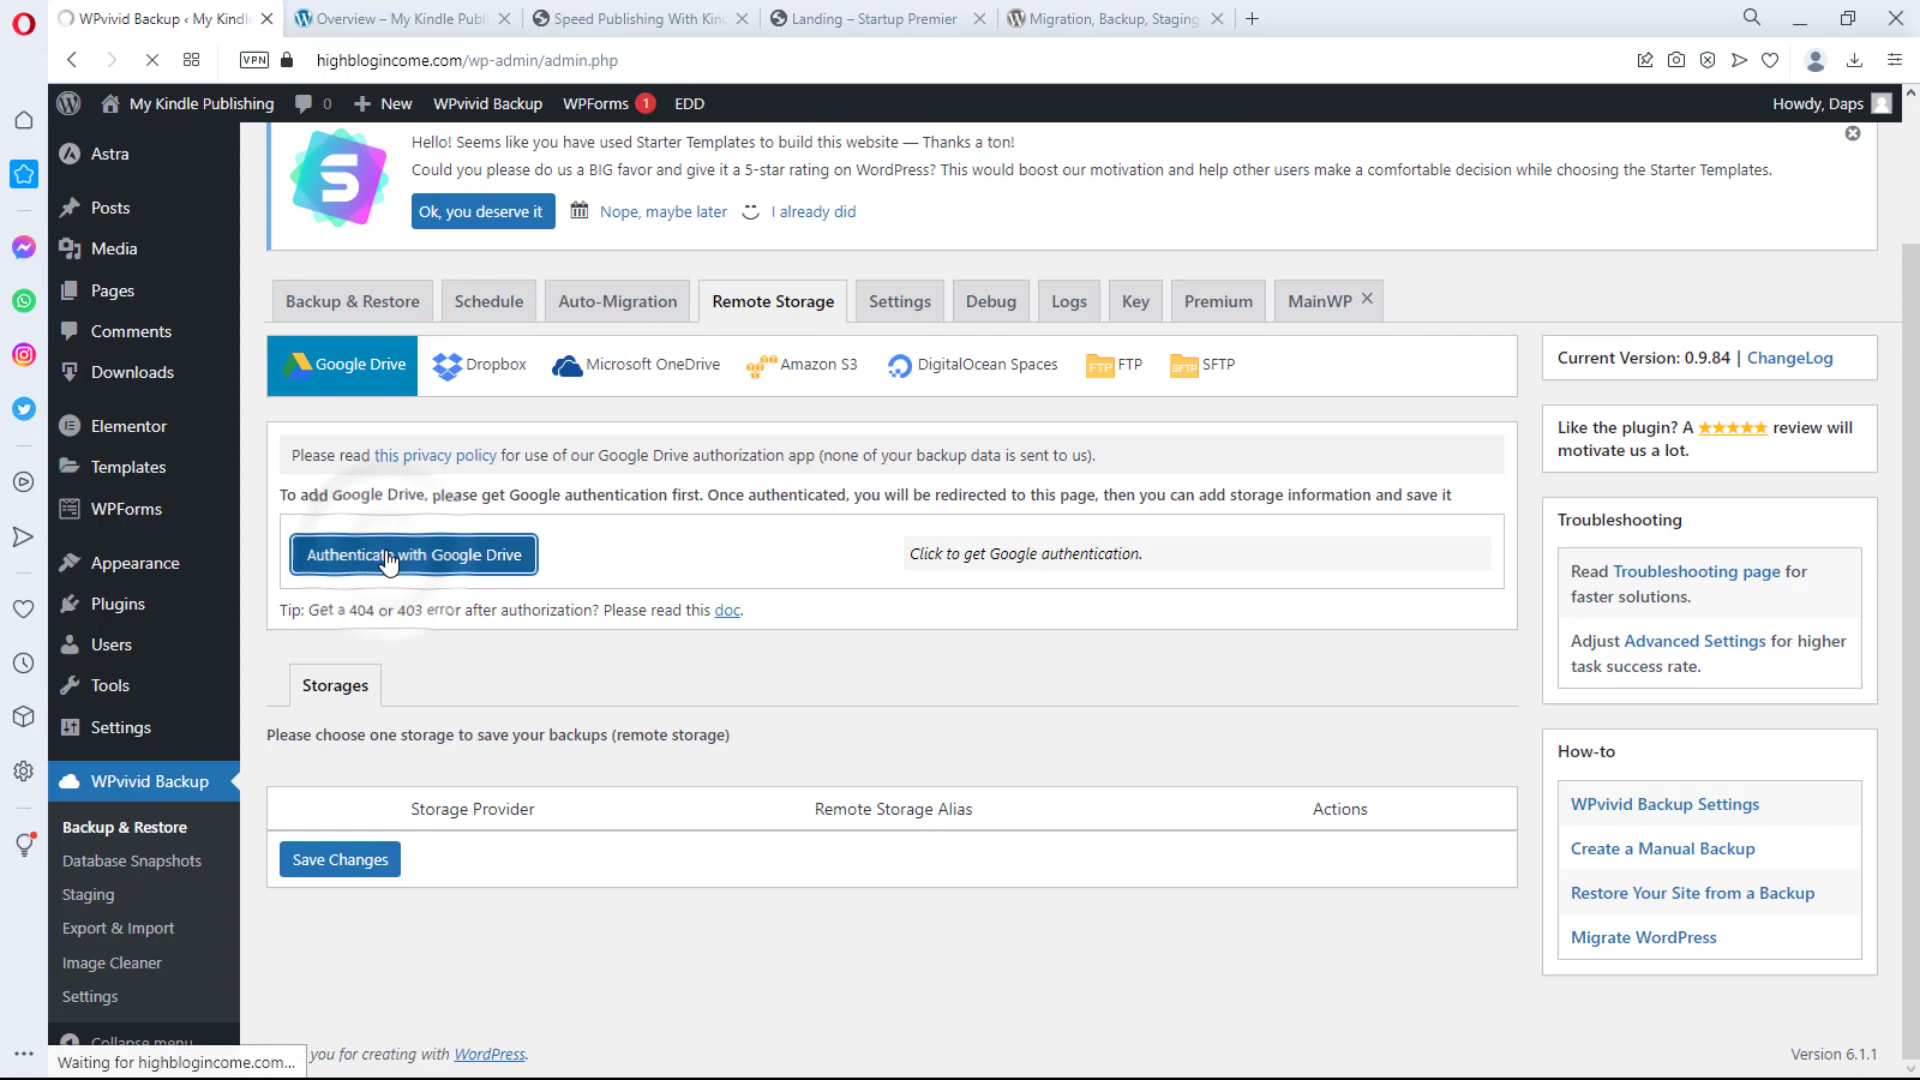 WPvivid Backup ‹ My Kindl
Overview – My Kindle Publ
Speed Publishing With Kin
Landing – Startup Premier
Migration, Backup, Staging
VPN
highblogincome.com/wp-admin/admin.php
My Kindle Publishing
0
New
WPvivid Backup
WPForms 1
EDD
Howdy, Daps
Astra
Posts
Media
Pages
Comments
Downloads
Elementor
Templates
WPForms
Appearance
Plugins
Users
Tools
Settings
WPvivid Backup
Backup & Restore
Database Snapshots
Staging
Export & Import
Image Cleaner
Settings
Collapse menu
Waiting for highblogincome.com...
Hello! Seems like you have used Starter Templates to build this website — Thanks a ton!
Could you please do us a BIG favor and give it a 5-star rating on WordPress? This would boost our motivation and help other users make a comfortable decision while choosing the Starter Templates.
Ok, you deserve it
Nope, maybe later
I already did
Backup & Restore
Schedule
Auto-Migration
Remote Storage
Settings
Debug
Logs
Key
Premium
MainWP
Google Drive
Dropbox
Microsoft OneDrive
Amazon S3
DigitalOcean Spaces
FTP FTP
SFTP SFTP
Please read this privacy policy for use of our Google Drive authorization app (none of your backup data is sent to us).
To add Google Drive, please get Google authentication first. Once authenticated, you will be redirected to this page, then you can add storage information and save it
Authenticate with Google Drive
Click to get Google authentication.
Tip: Get a 404 or 403 error after authorization? Please read this doc.
Storages
Please choose one storage to save your backups (remote storage)
Storage Provider
Remote Storage Alias
Actions
Save Changes
you for creating with WordPress.
Version 6.1.1
Current Version: 0.9.84 | ChangeLog
Like the plugin? A ★★★★★ review will
motivate us a lot.
Troubleshooting
Read Troubleshooting page for
faster solutions.
Adjust Advanced Settings for higher
task success rate.
How-to
WPvivid Backup Settings
Create a Manual Backup
Restore Your Site from a Backup
Migrate WordPress